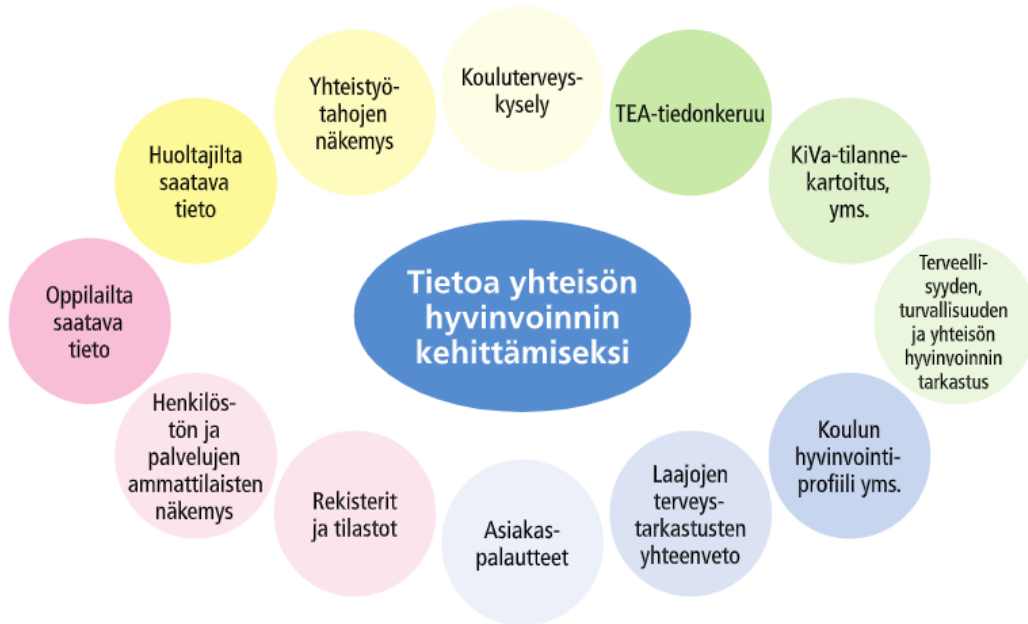 Kouluterveys-
kysely
TEA-tiedonkeruu
KiVa-tilanne-
kartoitus,
yms.
Terveelli-
syyden,
turvallisuuden
ja yhteisön
hyvinvoinnin
tarkastus
Koulun
hyvinvointi-
profiili yms.
Laajojen
terveys-
tarkastusten
yhteenveto
Asiakas-
palautteet
Rekisterit
ja tilastot
Henkilös-
tön ja
palvelujen
ammattilaisten
näkemys
Oppilailta
saatava
tieto
Huoltajilta
saatava
tieto
Yhteistyö-
tahojen
näkemys
Tietoa yhteisön
hyvinvoinnin
kehittämiseksi